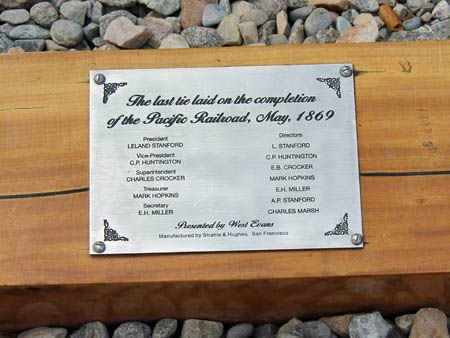 The last tie laid on the completion
of the Pacific Railroad, May, 1869
President
LELAND STANFORD
Vice-President
C.P. HUNTINGTON
Superintendent
CHARLES CROCKER
Treasurer
MARK HOPKINS
Secretary
E.H. MILLER
Directors
L. STANFORD
C.P. HUNTINGTON
E.B. CROCKER
MARK HOPKINS
E.H. MILLER
A.P. STANFORD
CHARLES MARSH
Presented by West Evans
Manufactured by Strahle & Hughes, San Francisco